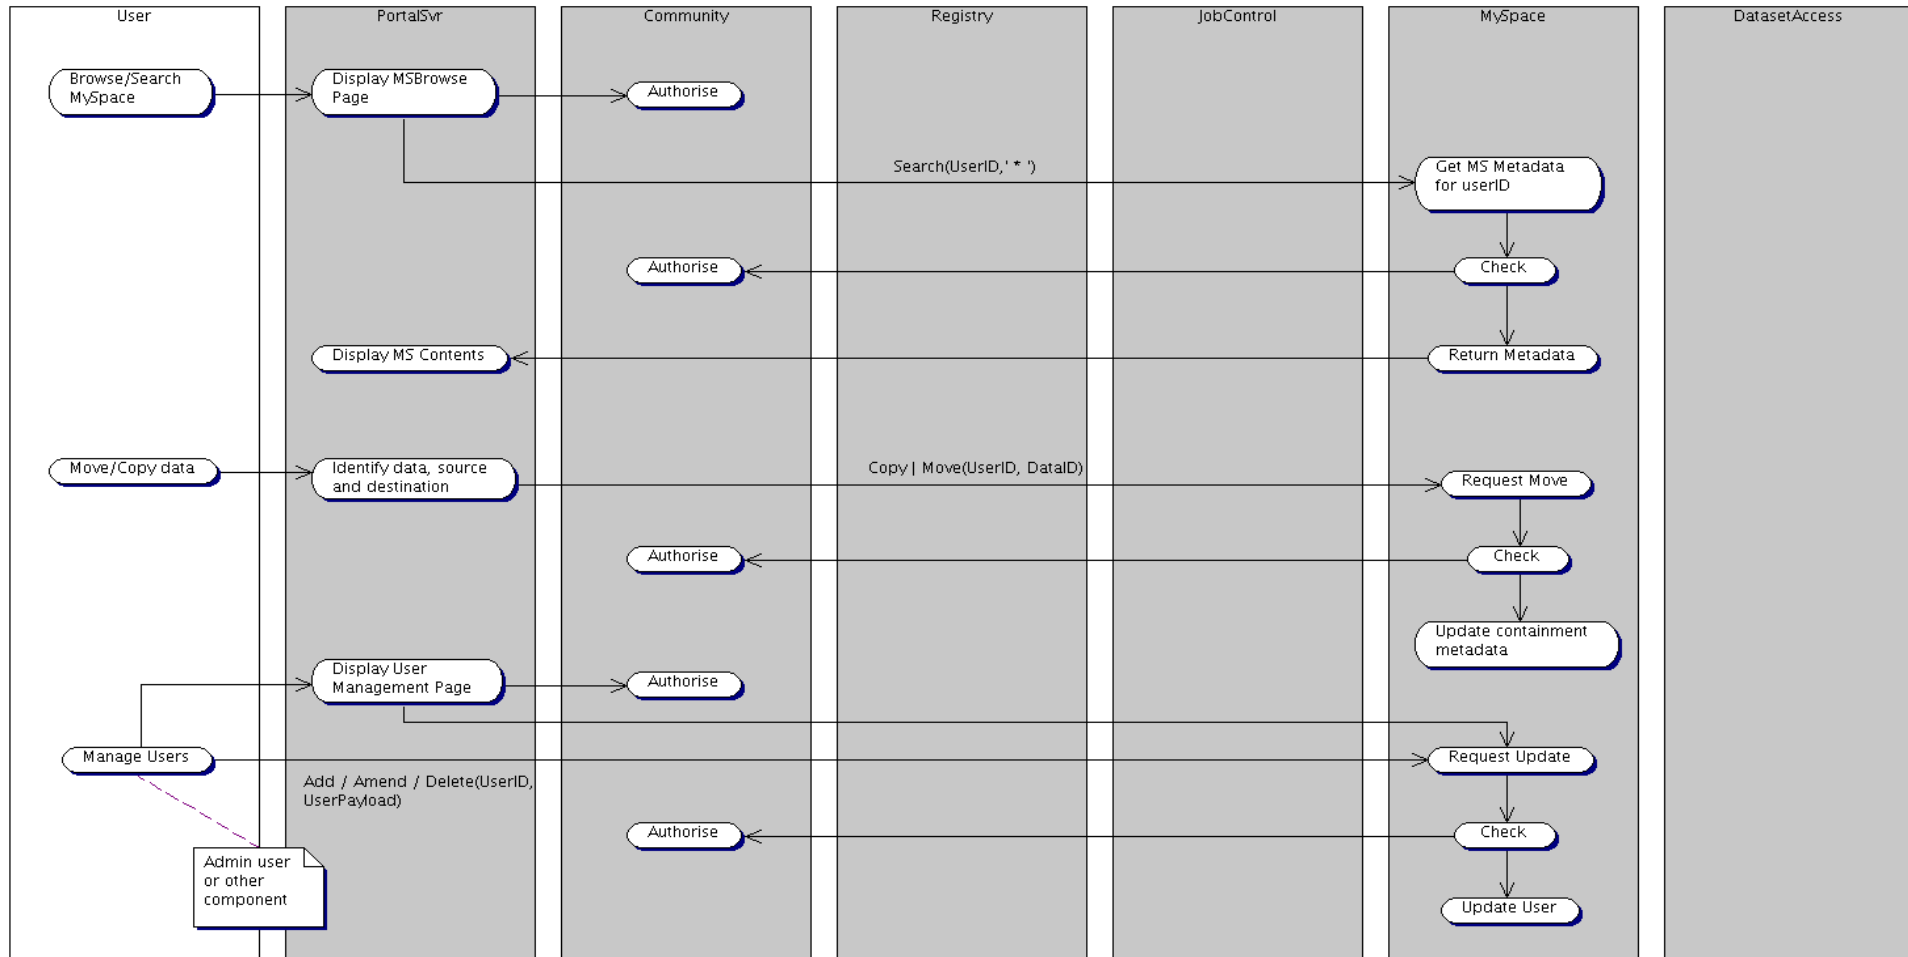 User
PortalSvr
Community
Registry
JobControl
MySpace
DatasetAccess
Browse/Search
MySpace
Display MSBrowse
Page
Authorise
Search(UserID,' * ')
Get MS Metadata
for userID
Authorise
Check
Display MS Contents
Return Metadata
Move/Copy data
Identify data, source
and destination
Copy | Move(UserID, DataID)
Request Move
Authorise
Check
Update containment
metadata
Display User
Management Page
Authorise
Manage Users
Request Update
Add / Amend / Delete(UserID,
UserPayload)
Authorise
Check
Admin user
or other
component
Update User